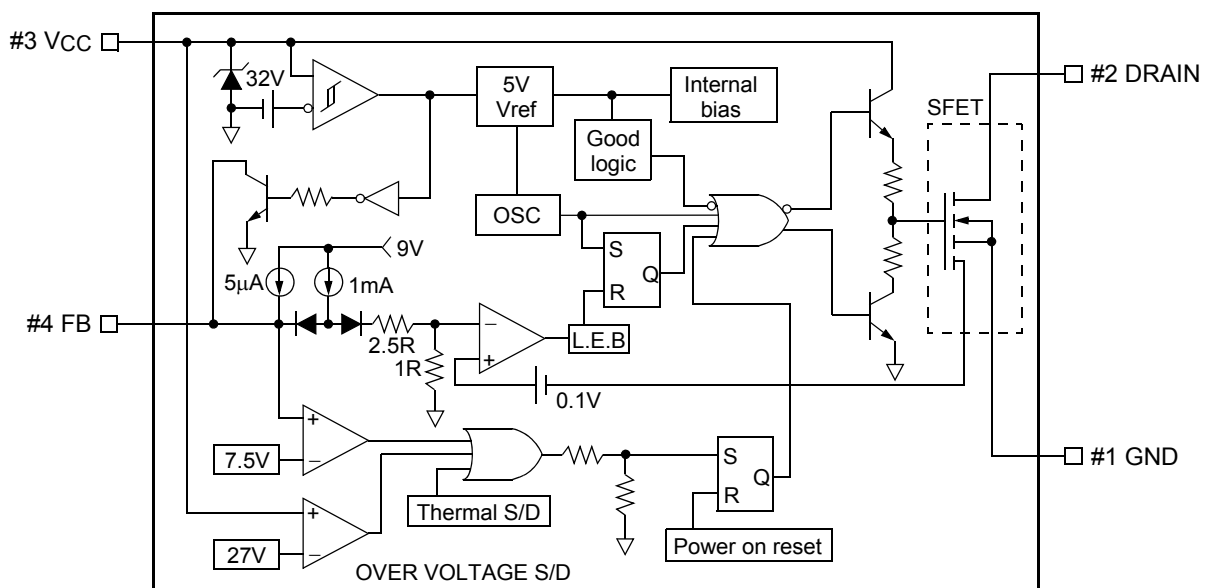 #3 VCC
#2 DRAIN
32V
5V
Vref
Internal
bias
SFET
Good
logic
OSC
9V
5μA
1mA
S
R
Q
#4 FB
2.5R
1R
−
+
L.E.B
0.1V
+
−
7.5V
S
R
Q
#1 GND
Thermal S/D
+
−
27V
Power on reset
OVER VOLTAGE S/D